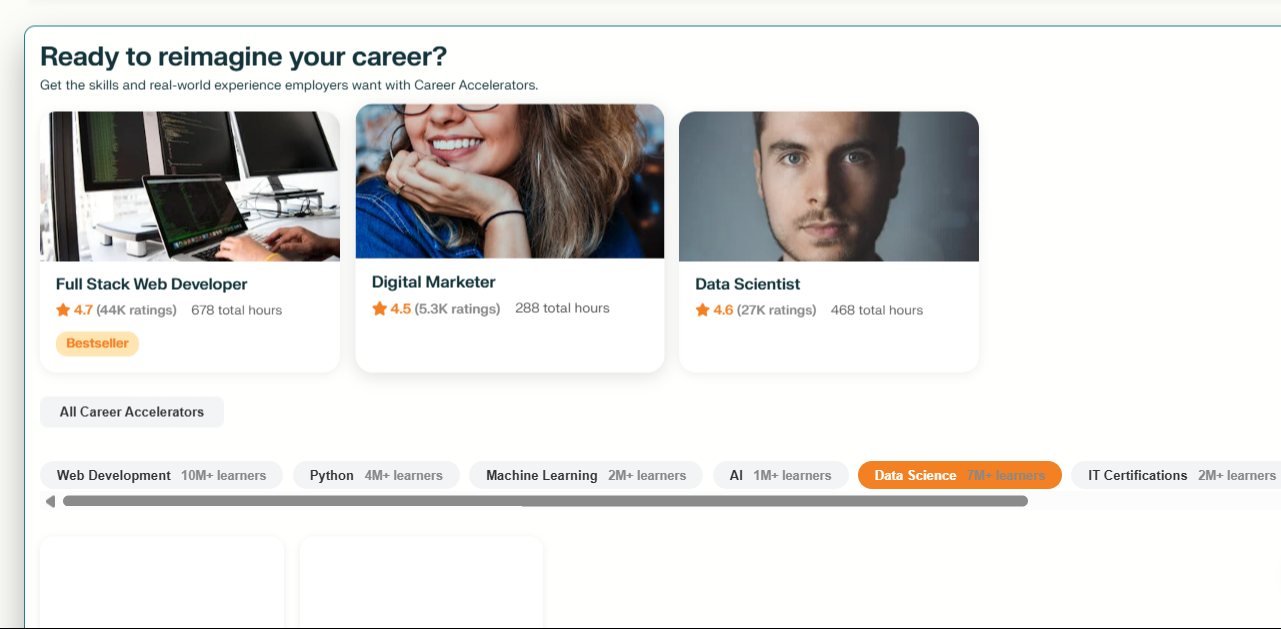 Ready to reimagine your career?
Get the skills and real-world experience employers want with Career Accelerators.
Full Stack Web Developer
4.7 (44K ratings) 678 total hours
Bestseller
Digital Marketer
4.5 (5.3K ratings) 288 total hours
Data Scientist
4.6 (27K ratings) 468 total hours
All Career Accelerators
Web Development 10M+ learners Python 4M+ learners Machine Learning 2M+ learners AI 1M+ learners Data Science 7M+ learners IT Certifications 2M+ learners